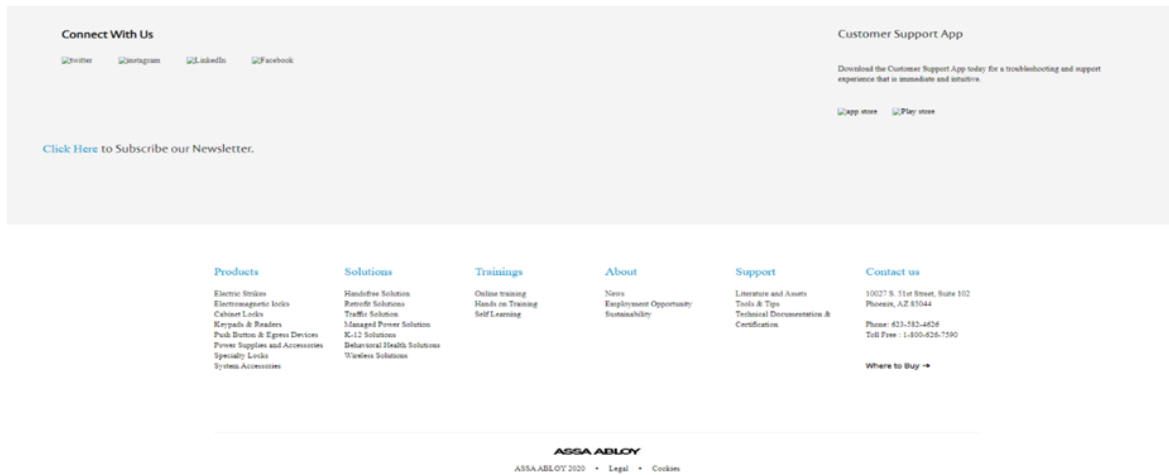 Connect With Us
twitter
instagram
LinkedIn
Facebook
Customer Support App
Download the Customer Support App today for a troubleshooting and support
experience that is immediate and intuitive.
app store
Play store
Click Here to Subscribe our Newsletter.
Products
Electric Strikes
Electromagnetic locks
Cabinet Locks
Keypads & Readers
Push Button & Egress Devices
Power Supplies and Accessories
Specialty Locks
System Accessories
Solutions
Handsfree Solution
Retrofit Solutions
Traffic Solution
Managed Power Solution
K-12 Solutions
Behavioral Health Solutions
Wireless Solutions
Trainings
Online training
Hands on Training
Self Learning
About
News
Employment Opportunity
Sustainability
Support
Literature and Assets
Tools & Tips
Technical Documentation &
Certification
Contact us
10027 S. 51st Street, Suite 102
Phoenix, AZ 85044
Phone: 623-582-4626
Toll Free : 1-800-626-7590
Where to Buy ➔
ASSA ABLOY
ASSA ABLOY 2020 • Legal • Cookies